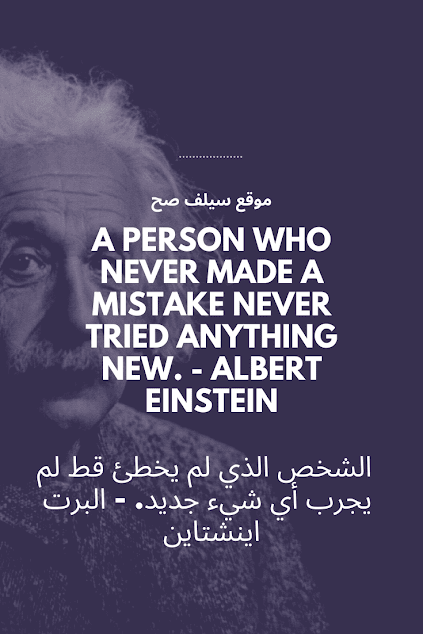 موقع سيلف صح
A PERSON WHO
NEVER MADE A
MISTAKE NEVER
TRIED ANYTHING
NEW. - ALBERT
EINSTEIN
الشخص الذي لم يخطئ قط لم
يجرب أي شيء جديد. - البرت
اينشتاين